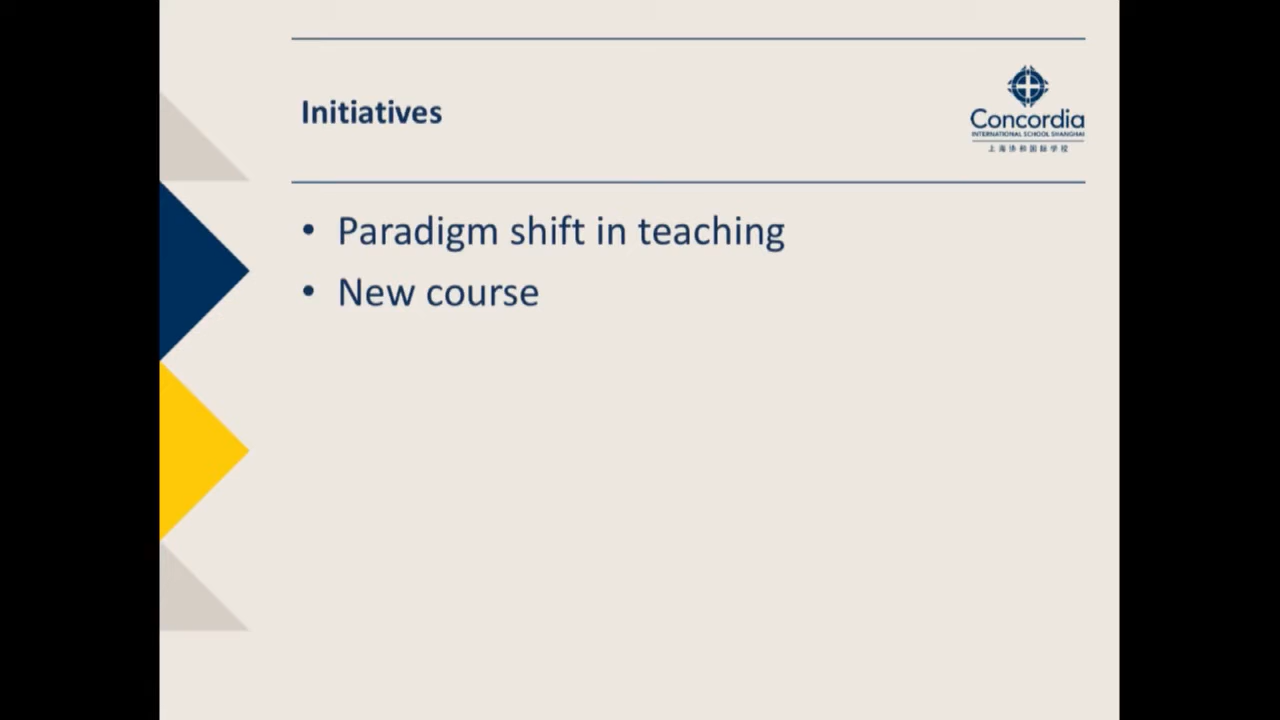 Initiatives
Concordia
INTERNATIONAL SCHOOL SHANGHAI
上海协和国际学校
• Paradigm shift in teaching
• New course